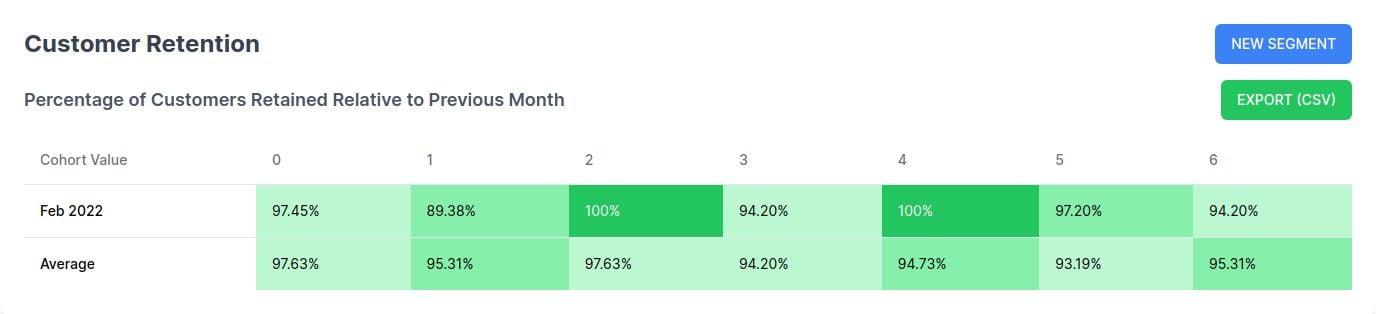 Customer Retention
NEW SEGMENT
Percentage of Customers Retained Relative to Previous Month
EXPORT (CSV)
Cohort Value 0 1 2 3 4 5 6
Feb 2022 97.45% 89.38% 100% 94.20% 100% 97.20% 94.20%
Average 97.63% 95.31% 97.63% 94.20% 94.73% 93.19% 95.31%